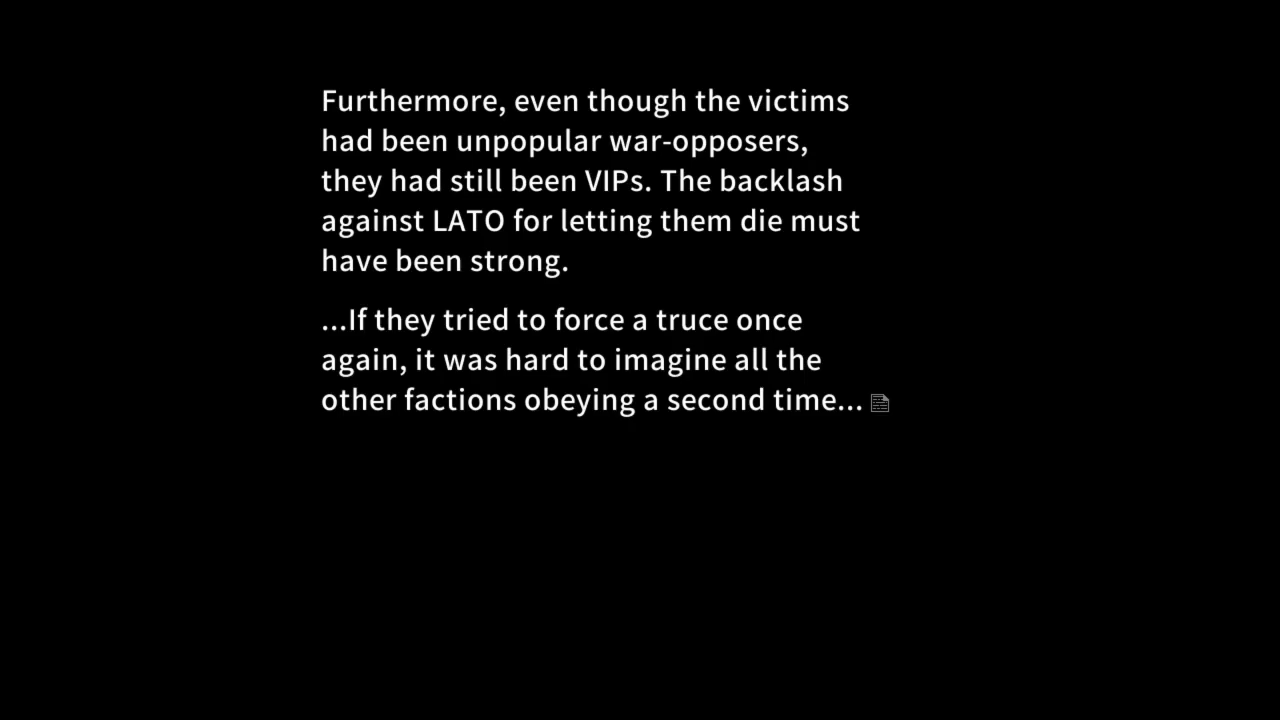 Furthermore, even though the victims
had been unpopular war-opposers,
they had still been VIPs. The backlash
against LATO for letting them die must
have been strong.
...If they tried to force a truce once
again, it was hard to imagine all the
other factions obeying a second time...